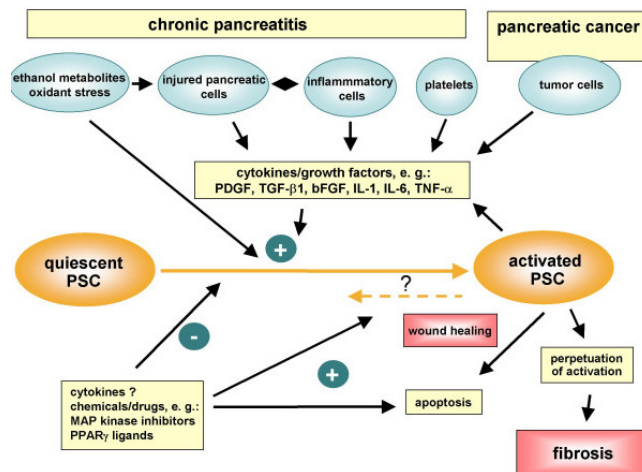 chronic pancreatitis
pancreatic cancer
ethanol metabolites
oxidant stress
injured pancreatic
cells
inflammmatory
cells
platelets
tumor cells
cytokines/growth factors, e. g.:
PDGF, TGF-β1, bFGF, IL-1, IL-6, TNF-α
+
quiescent
PSC
activated
PSC
?
-
wound healing
+
perpetuation
of activation
cytokines ?
chemicals/drugs, e. g.:
MAP kinase inhibitors
PPARγ ligands
apoptosis
fibrosis